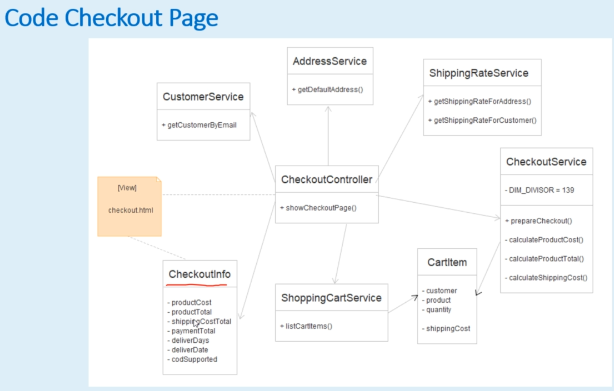 Code Checkout Page
AddressService
+ getDefaultAddress()
ShippingRateService
+ getShippingRateForAddress()
+ getShippingRateForCustomer()
CustomerService
+ getCustomerByEmail
CheckoutService
- DIM_DIVISOR = 139
+ prepareCheckout()
- calculateProductCost()
- calculateProductTotal()
- calculateShippingCost()
CheckoutController
+ showCheckoutPage()
[View]
checkout.html
CheckoutInfo
- productCost
- productTotal
- shippingCostTotal
- paymentTotal
- deliverDays
- deliverDate
- codSupported
ShoppingCartService
+ listCartItems()
CartItem
- customer
- product
- quantity
- shippingCost